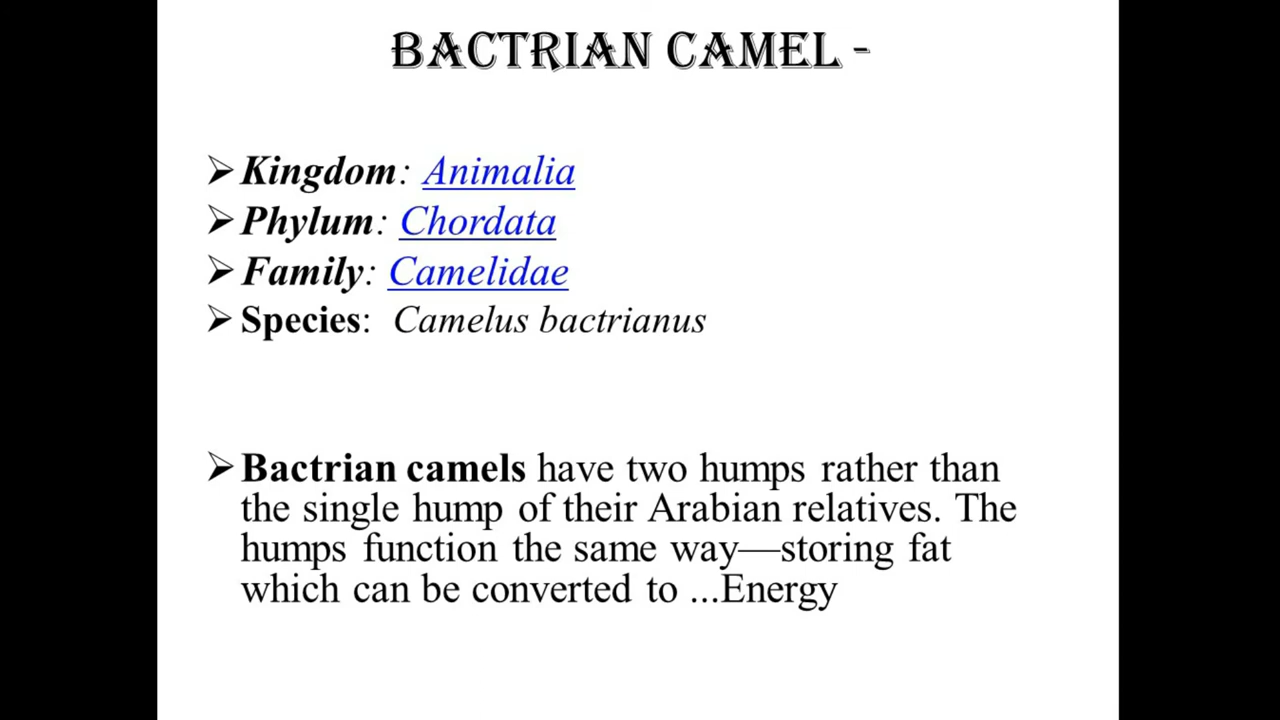 BACTRIAN CAMEL -
➢ Kingdom: Animalia
➢ Phylum: Chordata
➢ Family: Camelidae
➢ Species: Camelus bactrianus
➢ Bactrian camels have two humps rather than
the single hump of their Arabian relatives. The
humps function the same way—storing fat
which can be converted to ...Energy